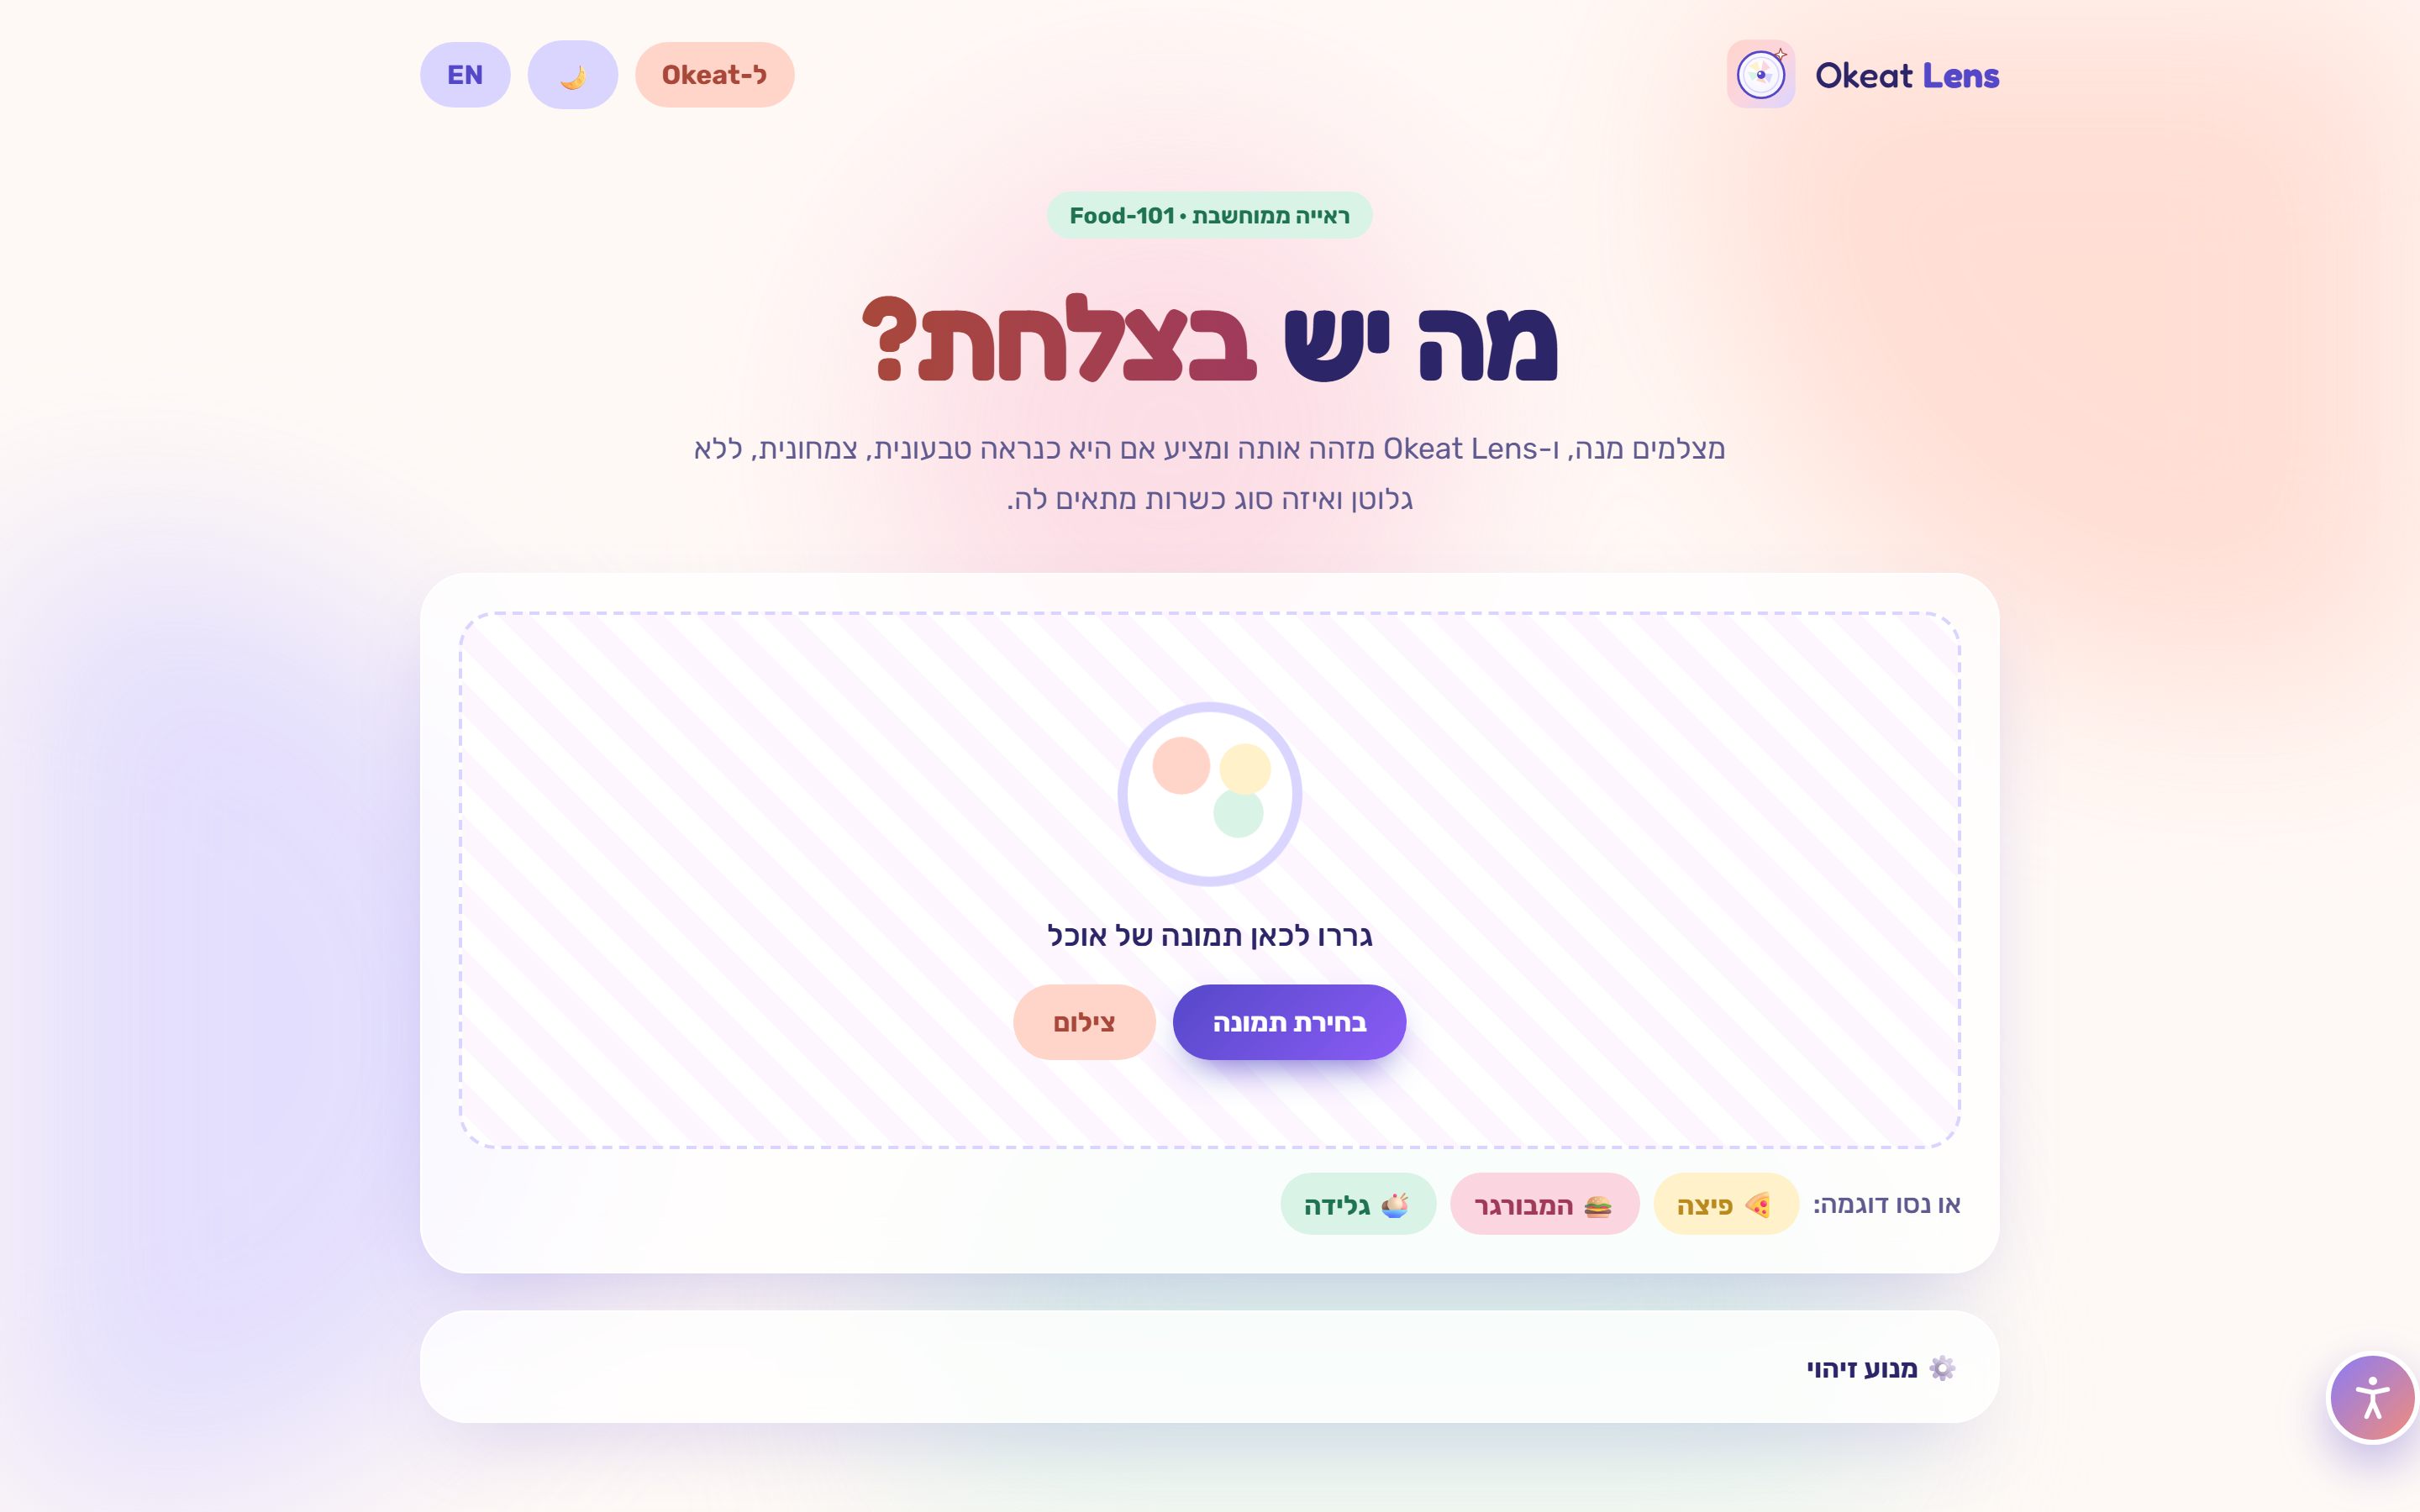 Okeat Lens
ל-Okeat
EN
ראייה ממוחשבת · Food-101
מה יש בצלחת?
מצלמים מנה, ו-Okeat Lens מזהה אותה ומציע אם היא כנראה טבעונית, צמחונית, ללא
גלוטן ואיזה סוג כשרות מתאים לה.
גררו לכאן תמונה של אוכל
בחירת תמונה
צילום
או נסו דוגמה: פיצה המבורגר גלידה
מנוע זיהוי